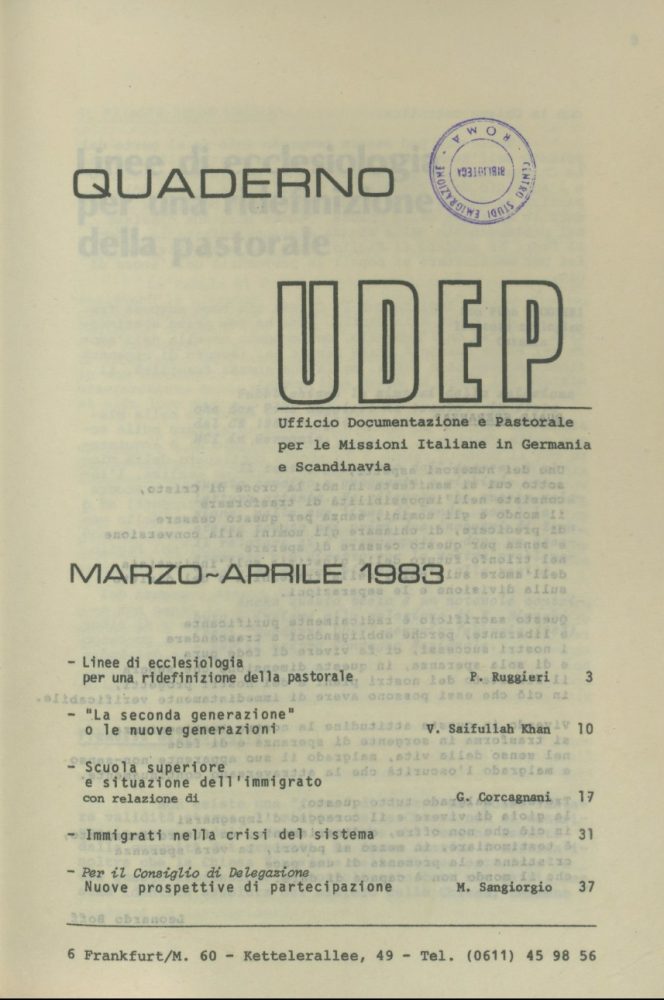 QUADERNO
CENTRO STUDI EMIGRAZIONE - ROMA -
BIBLIOTECA
UDEP
Ufficio Documentazione e Pastorale
per le Missioni Italiane in Germania
e Scandinavia
MARZO~APRILE 1983
- Linee di ecclesiologia
per una ridefinizione della pastorale P. Ruggieri 3
- "La seconda generazione"
o le nuove generazioni V. Saifullah Khan 10
- Scuola superiore
e situazione dell'immigrato
con relazione di G. Corcagnani 17
- Immigrati nella crisi del sistema 31
- Per il Consiglio di Delegazione
Nuove prospettive di partecipazione M. Sangiorgio 37
6 Frankfurt/M. 60 - Kettelerallee, 49 - Tel. (0611) 45 98 56